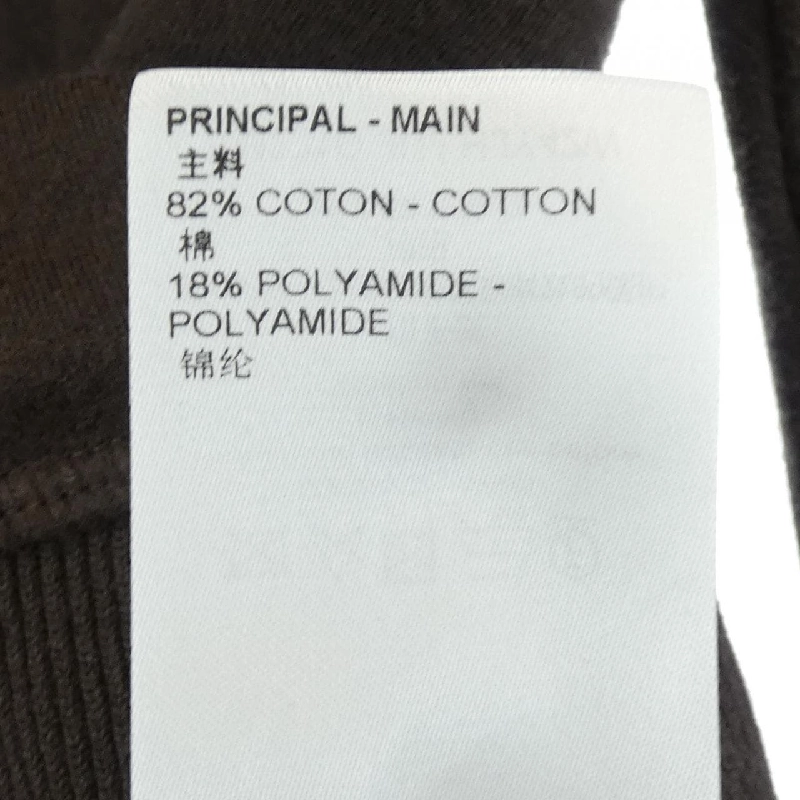 PRINCIPAL - MAIN
主料
82% COTON - COTTON
棉
18% POLYAMIDE -
POLYAMIDE
锦纶